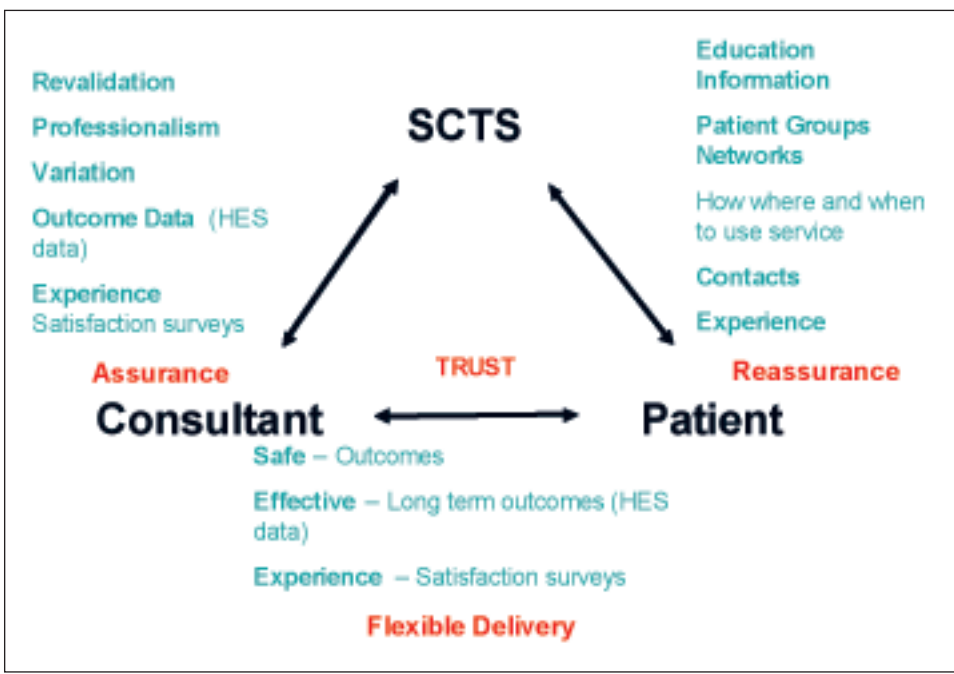 SCTS
Revalidation
Professionalism
Variation
Outcome Data (HES
data)
Experience
Satisfaction surveys
Assurance
Consultant
Education
Information
Patient Groups
Networks
How where and when
to use service
Contacts
Experience
Reassurance
Patient
TRUST
Safe – Outcomes
Effective – Long term outcomes (HES
data)
Experience – Satisfaction surveys
Flexible Delivery